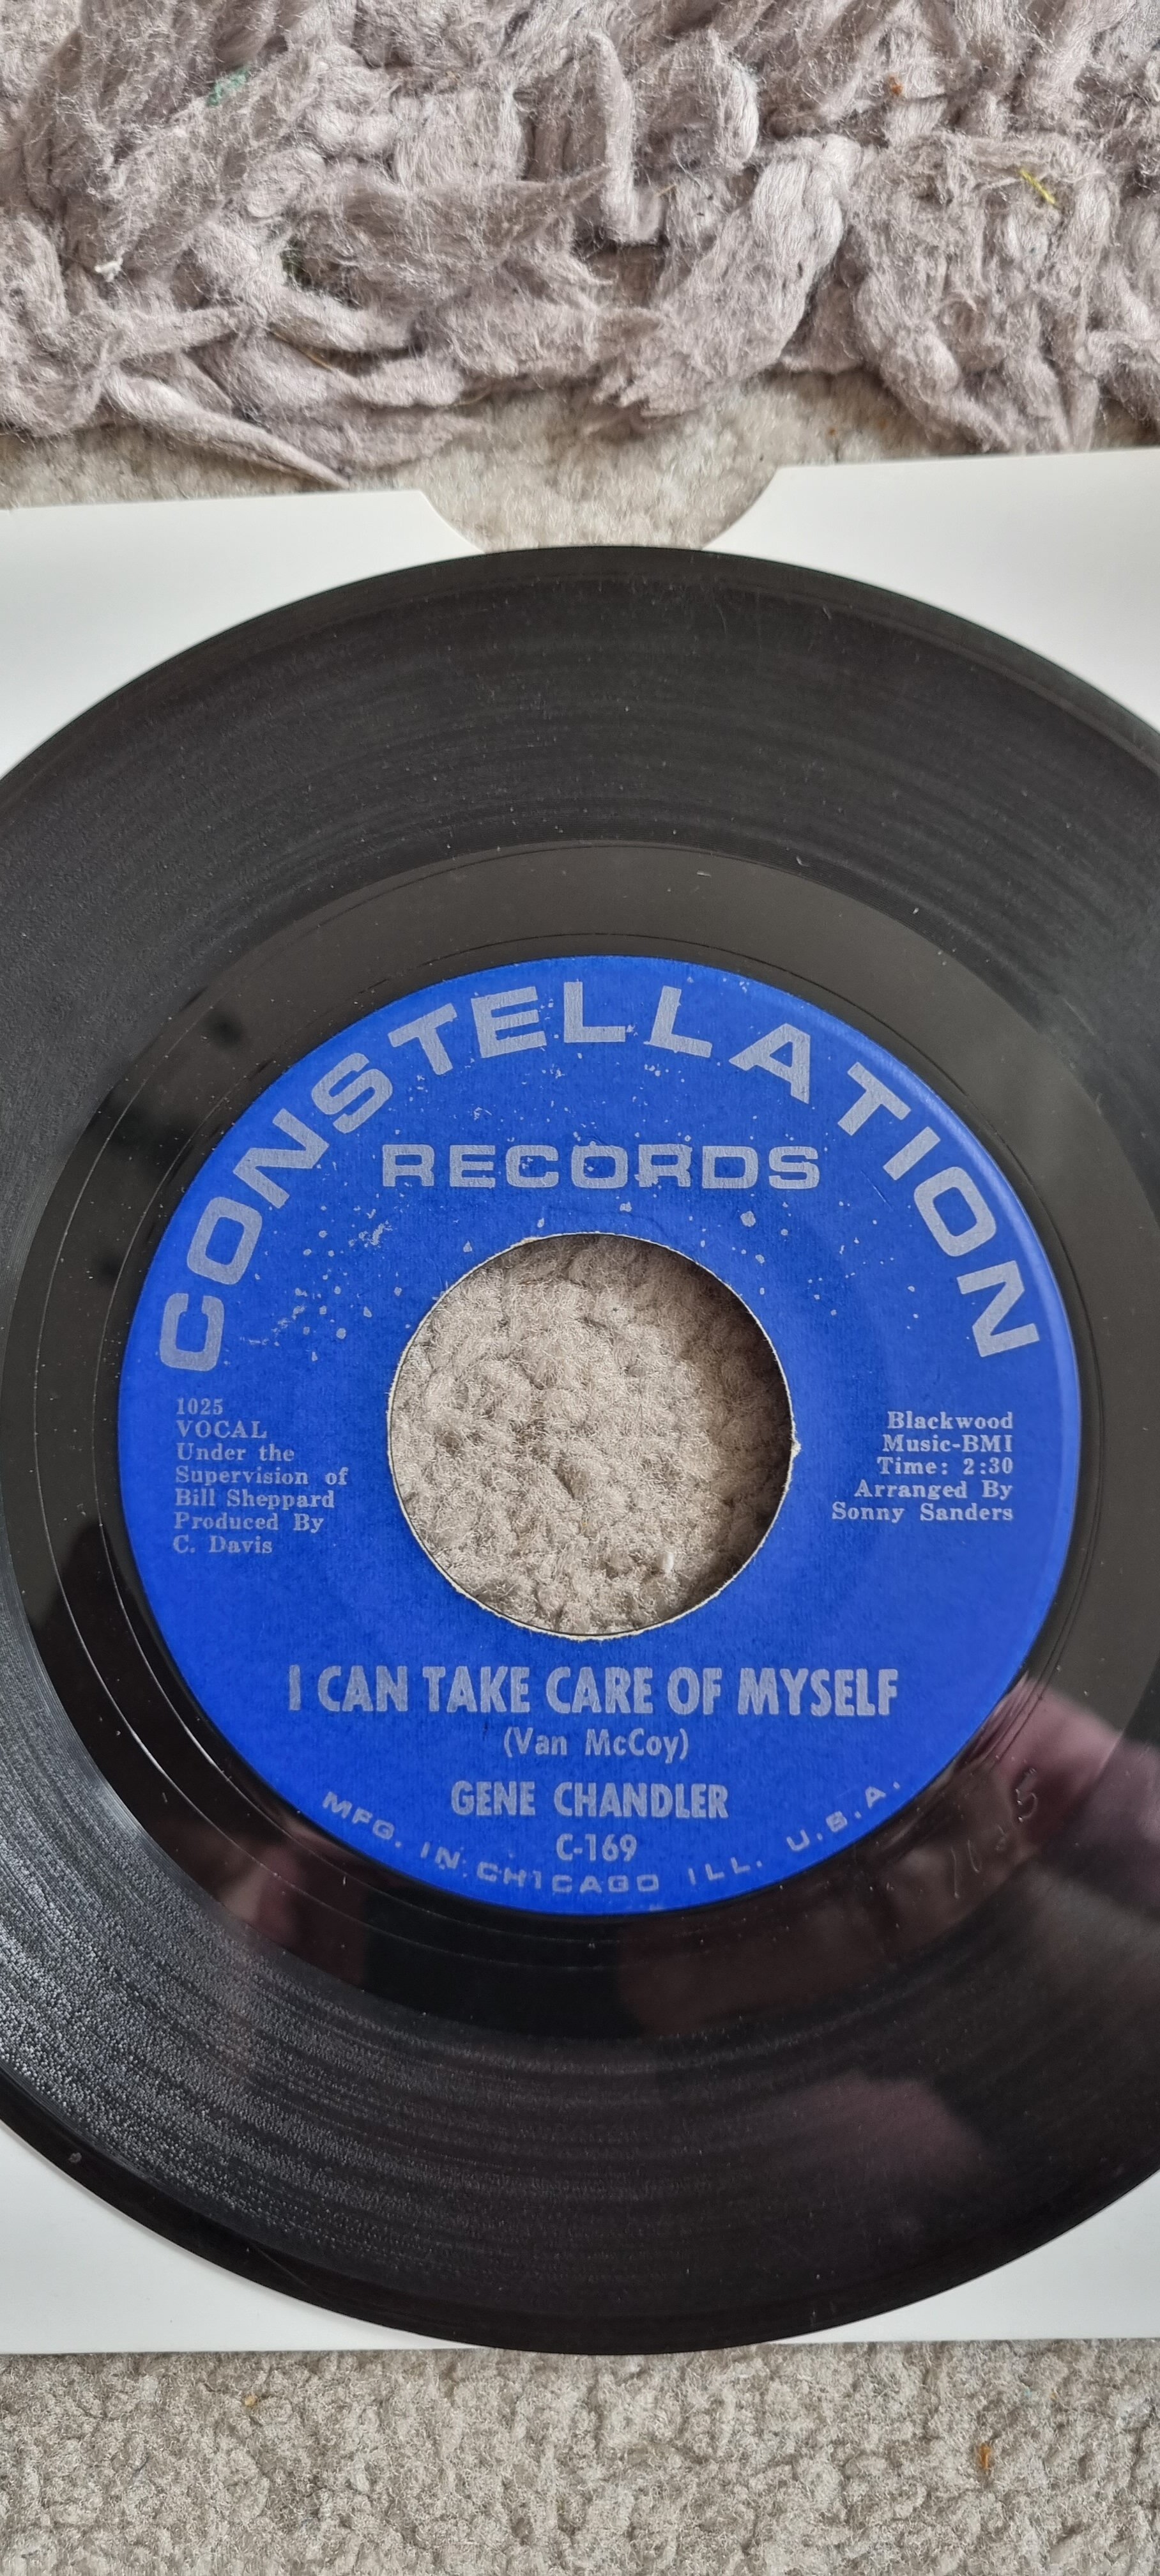 CONSTELLATION
RECORDS
1025
VOCAL
Under the
Supervision of
Bill Sheppard
Produced By
C. Davis
Blackwood
Music-BMI
Time: 2:30
Arranged By
Sonny Sanders
I CAN TAKE CARE OF MYSELF
(Van McCoy)
GENE CHANDLER
C-169
MFG. IN CHICAGO ILL. U.S.A.